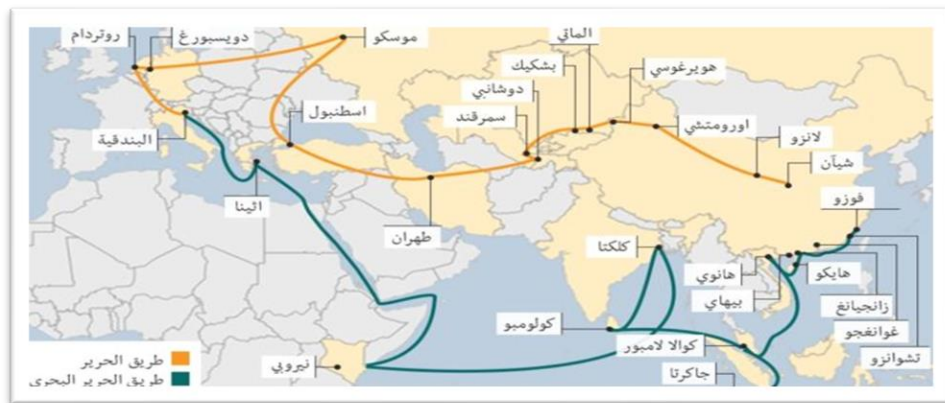 روتردام
دويسبورغ
موسكو
الماتي
بشكيك
هويرغوسي
دوشانبي
سمرقند
اسطنبول
البندقية
اورومتشي
لانزو
شيآن
اثينا
طهران
كلكتا
فوزو
هانوي
هايكو
بيهاي
زانجيانغ
غوانغجو
تشوانزو
كولومبو
كوالا لامبور
جاكرتا
نيروبي
طريق الحرير
طريق الحرير البحري